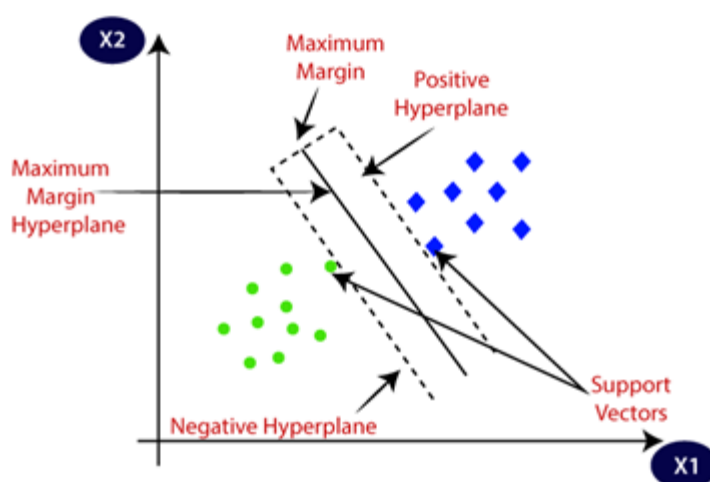 X2
Maximum
Margin
Positive
Hyperplane
Maximum
Margin
Hyperplane
Support
Vectors
Negative Hyperplane
X1